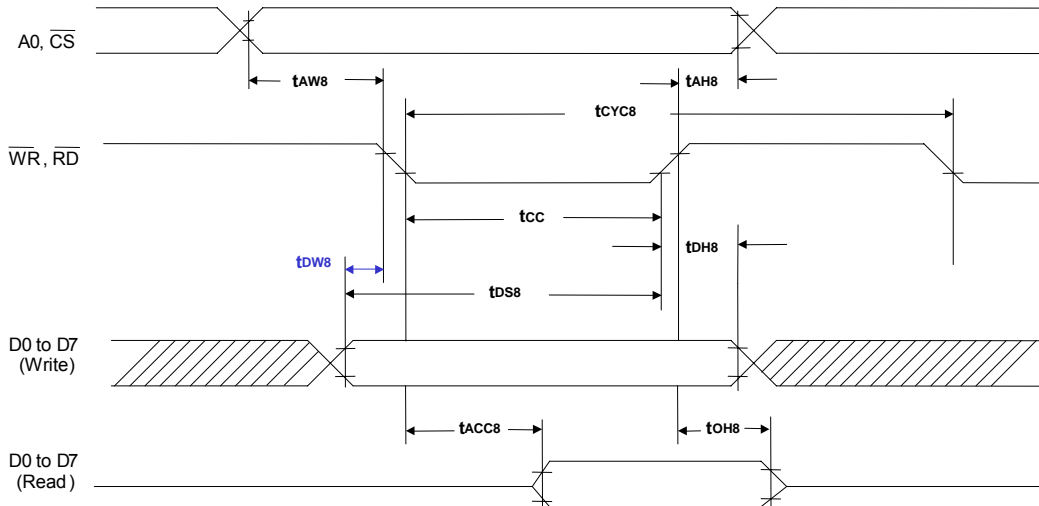 A0, CS
tAW8
tAH8
tCYC8
WR, RD
tCC
tDH8
tDW8
tDS8
D0 to D7
(Write)
tACC8
tOH8
D0 to D7
(Read )